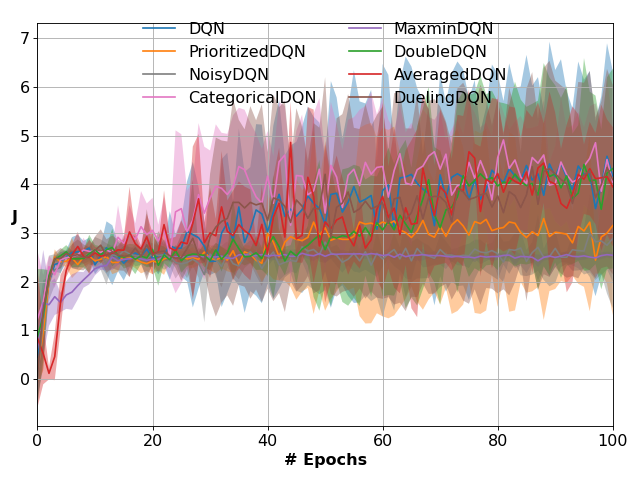 7
6
5
4
3
2
1
0
J
DQN
PrioritizedDQN
NoisyDQN
CategoricalDQN
MaxminDQN
DoubleDQN
AveragedDQN
DuelingDQN
0 20 40 60 80 100
# Epochs